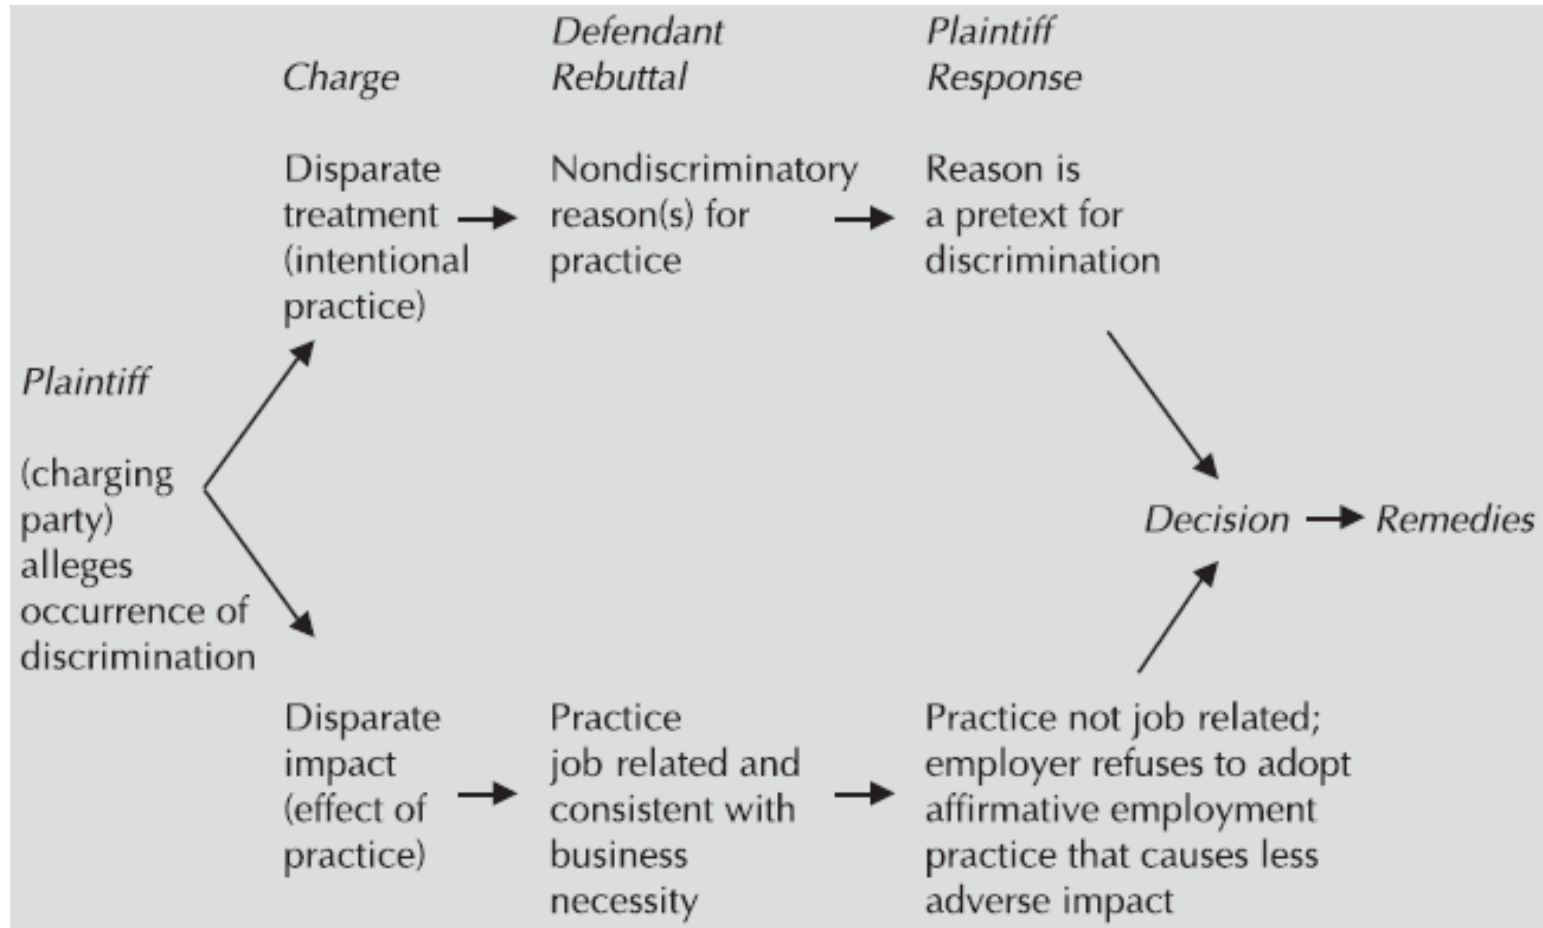 Charge
Defendant
Rebuttal
Plaintiff
Response
Plaintiff
(charging
party)
alleges
occurrence of
discrimination
Disparate
treatment
(intentional
practice)
Nondiscriminatory
reason(s) for
practice
Reason is
a pretext for
discrimination
Disparate
impact
(effect of
practice)
Practice
job related and
consistent with
business
necessity
Practice not job related;
employer refuses to adopt
affirmative employment
practice that causes less
adverse impact
Decision
Remedies